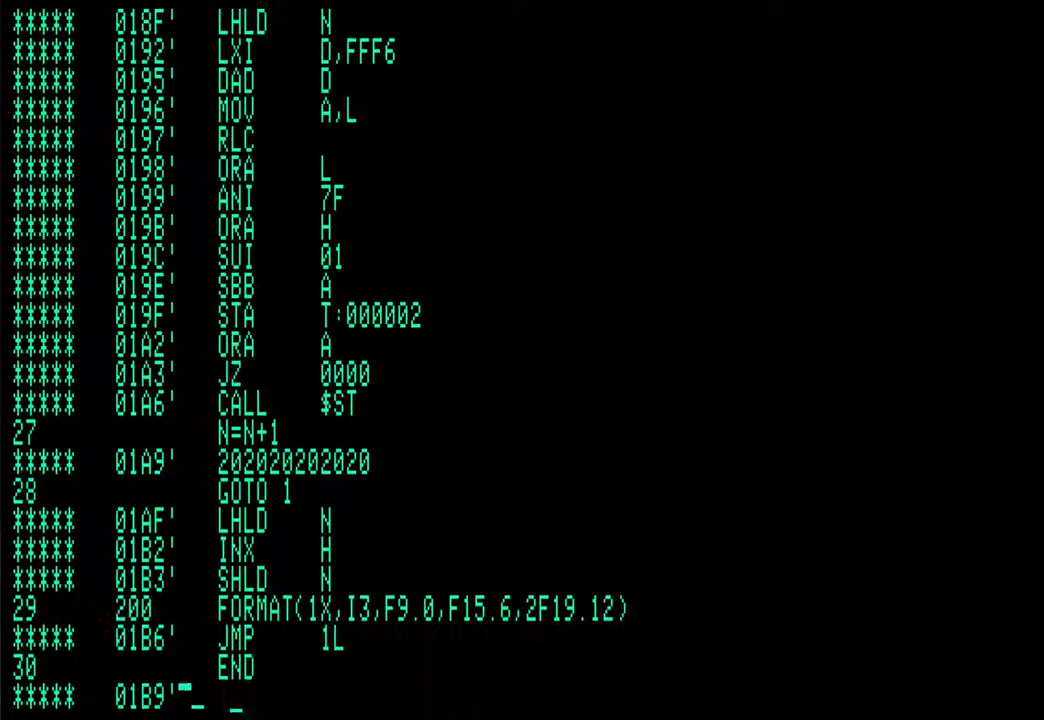 ***** 018F' LHLD N
***** 0192' LXI D,FFF6
***** 0195' DAD D
***** 0196' MOV A,L
***** 0197' RLC
***** 0198' ORA L
***** 0199' ANI 7F
***** 019B' ORA H
***** 019C' SUI 01
***** 019E' SBB A
***** 019F' STA T:000002
***** 01A2' ORA A
***** 01A3' JZ 0000
***** 01A6' CALL $ST
27 N=N+1
***** 01A9' 202020202020
28 GOTO 1
***** 01AF' LHLD N
***** 01B2' INX H
***** 01B3' SHLD N
29 200 FORMAT(1X,I3,F9.0,F15.6,2F19.12)
***** 01B6' JMP 1L
30 END
***** 01B9'